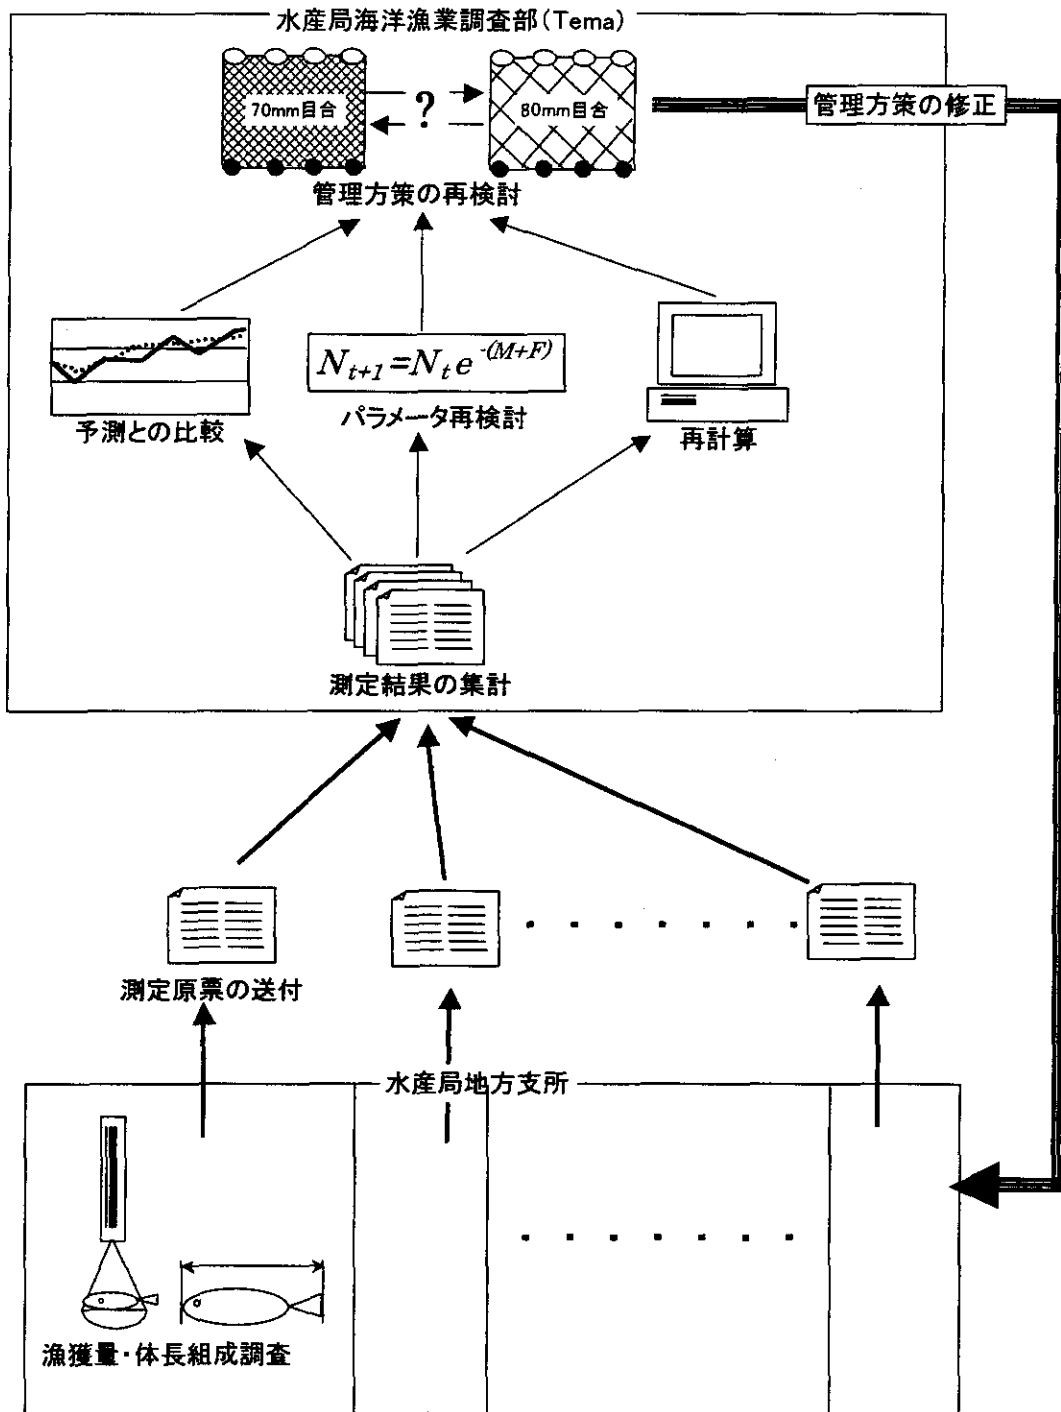 水産局海洋漁業調査部(Tema)
70mm目合
?
80mm目合
管理方策の修正
管理方策の再検討
N_{t+1}=N_t e^{-(M+F)}
予測との比較
パラメータ再検討
再計算
測定結果の集計
測定原票の送付
水産局地方支所
漁獲量・体長組成調査